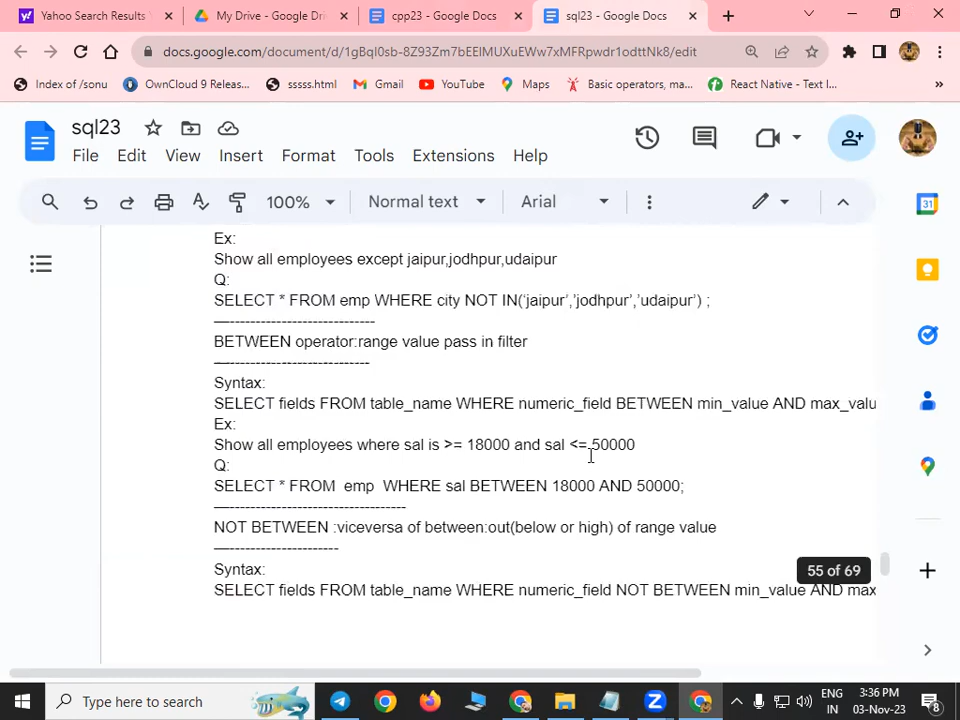 Yahoo Search Results
My Drive - Google Dri
cpp23 - Google Docs
sql23 - Google Docs
docs.google.com/document/d/1gBqI0sb-8Z93Zm7bEElMUXuEWw7xMFRpwdr1odttNk8/edit
Index of /sonu
OwnCloud 9 Releas...
sssss.html
Gmail
YouTube
Maps
Basic operators, ma...
React Native - Text I...
»
sql23
File Edit View Insert Format Tools Extensions Help
100% Normal text Arial
Ex:
Show all employees except jaipur,jodhpur,udaipur
Q:
SELECT * FROM emp WHERE city NOT IN(‘jaipur’,’jodhpur’,’udaipur’) ;
—----------------------------
BETWEEN operator:range value pass in filter
—---------------------------
Syntax:
SELECT fields FROM table_name WHERE numeric_field BETWEEN min_value AND max_valu
Ex:
Show all employees where sal is >= 18000 and sal <= 50000
Q:
SELECT * FROM emp WHERE sal BETWEEN 18000 AND 50000;
—----------------------------------
NOT BETWEEN :viceversa of between:out(below or high) of range value
—---------------------
Syntax:
SELECT fields FROM table_name WHERE numeric_field NOT BETWEEN min_value AND max
55 of 69
Type here to search
ENG
IN
3:36 PM
03-Nov-23
8